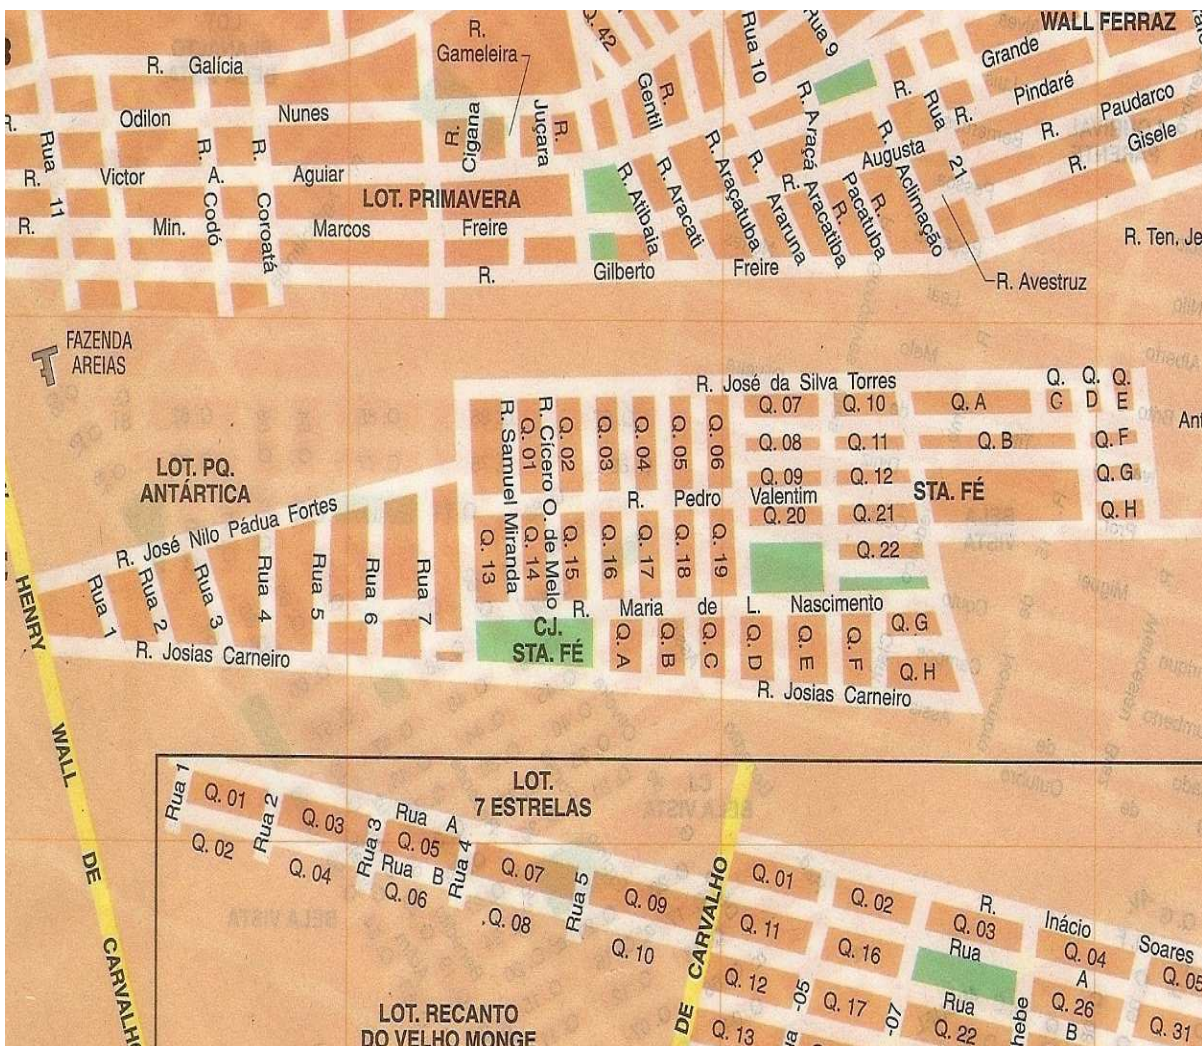 WALL FERRAZ
R. Galícia
R.
Gameleira
Q. 42
Rua 10
Rua 9
Grande
Pindaré
Paudarco
Gisele
R.
R.
R.
R.
Odilon
Nunes
R.
Cigana
Juçara
R.
R.
Gentil
R. Araçá
R.
Rua
21
R.
Rua
11
R.
Victor
A.
Aguiar
R.
Codó
R.
Coroatá
LOT. PRIMAVERA
R. Atibaia
R. Aracati
R. Araçatuba
R.
Araruna
R.
Aracatiba
R.
Pacatuba
R.
Aclimação
Augusta
R.
Min.
Marcos
Freire
R.
Gilberto
Freire
R. Ten. Je
R. Avestruz
FAZENDA
AREIAS
R. José da Silva Torres
Q.
C
Q.
D
Q.
E
Q. 07
Q. 10
Q. A
Q. 08
Q. 11
Q. B
Q. F
Q. 09
Q. 12
Q. G
Q. H
STA. FÉ
R. Samuel Miranda
Q. 01
R. Cícero O. de Melo
Q. 02
Q. 03
Q. 04
Q. 05
Q. 06
R. Pedro Valentim
Q. 20
Q. 21
Q. 22
LOT. PQ.
ANTÁRTICA
R. José Nilo Pádua Fortes
Rua 1
Rua 2
Rua 3
Rua 4
Rua 5
Rua 6
Rua 7
Q. 13
Q. 14
Q. 15
Q. 16
Q. 17
Q. 18
Q. 19
R. Maria de L. Nascimento
CJ.
STA. FÉ
Q. A
Q. B
Q. C
Q. D
Q. E
Q. F
Q. G
Q. H
R. Josias Carneiro
R. Josias Carneiro
HENRY
WALL
DE
CARVALHO
LOT.
7 ESTRELAS
Rua 1
Q. 01
Rua 2
Q. 03
Rua 3
Rua A
Q. 05
Rua B
Rua 4
Q. 07
Rua 5
Q. 09
Q. 02
Q. 04
Q. 06
Q. 08
Q. 10
DE CARVALHO
Q. 01
Q. 02
R.
Inácio
Soares
Q. 03
Q. 04
Q. 05
Q. 11
Q. 16
Rua
A
Q. 12
Q. 17
Rua
B
Q. 26
Q. 13
Q. 22
Q. 31
-05
-07
hebe
LOT. RECANTO
DO VELHO MONGE